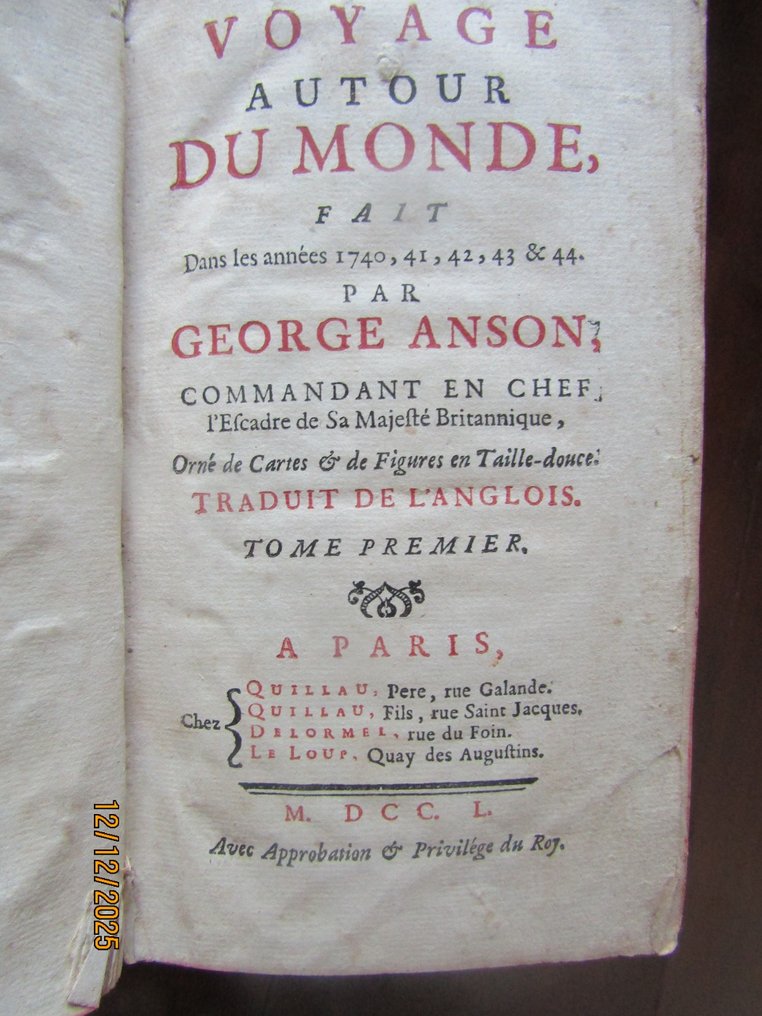 VOYAGE
AUTOUR
DU MONDE,
FAIT
Dans les années 1740, 41, 42, 43 & 44.
PAR
GEORGE ANSON,
COMMANDANT EN CHEF
l'Eſcadre de Sa Majeſté Britannique,
Orné de Cartes & de Figures en Taille-douce.
TRADUIT DE L'ANGLOIS.
TOME PREMIER.
A PARIS,
Chez
QUILLAU, Pere, rue Galande.
QUILLAU, Fils, rue Saint Jacques.
DELORMEL, rue du Foin.
LE LOUP, Quay des Auguſtins.
M. DCC. L.
Avec Approbation & Privilége du Roy.
12/12/2025